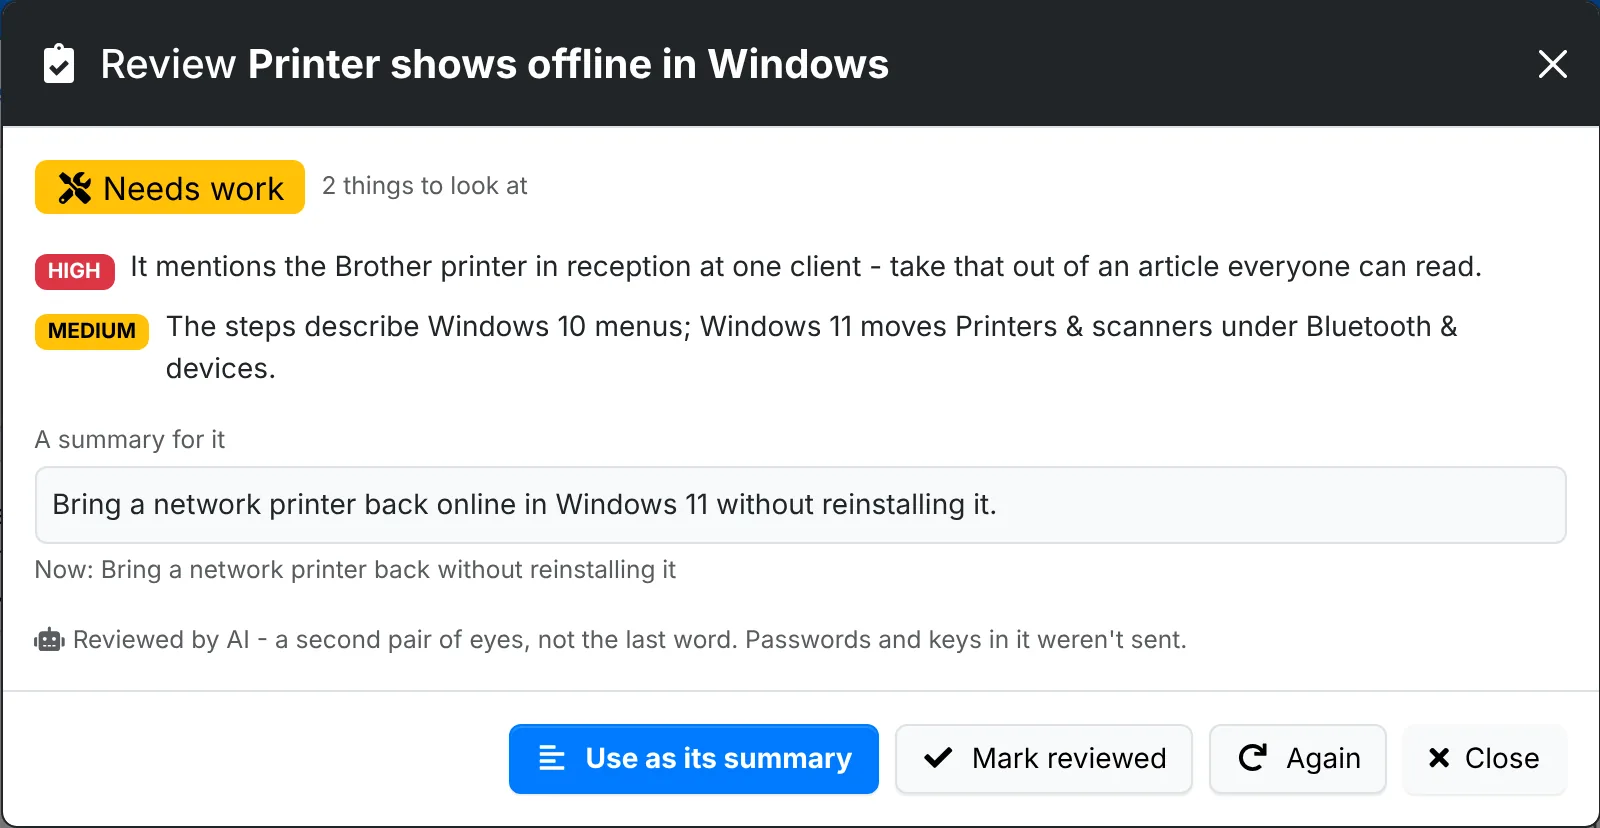 Review Printer shows offline in Windows
Needs work 2 things to look at
HIGH It mentions the Brother printer in reception at one client - take that out of an article everyone can read.
MEDIUM The steps describe Windows 10 menus; Windows 11 moves Printers & scanners under Bluetooth &
devices.
A summary for it
Bring a network printer back online in Windows 11 without reinstalling it.
Now: Bring a network printer back without reinstalling it
Reviewed by AI - a second pair of eyes, not the last word. Passwords and keys in it weren't sent.
Use as its summary Mark reviewed Again Close